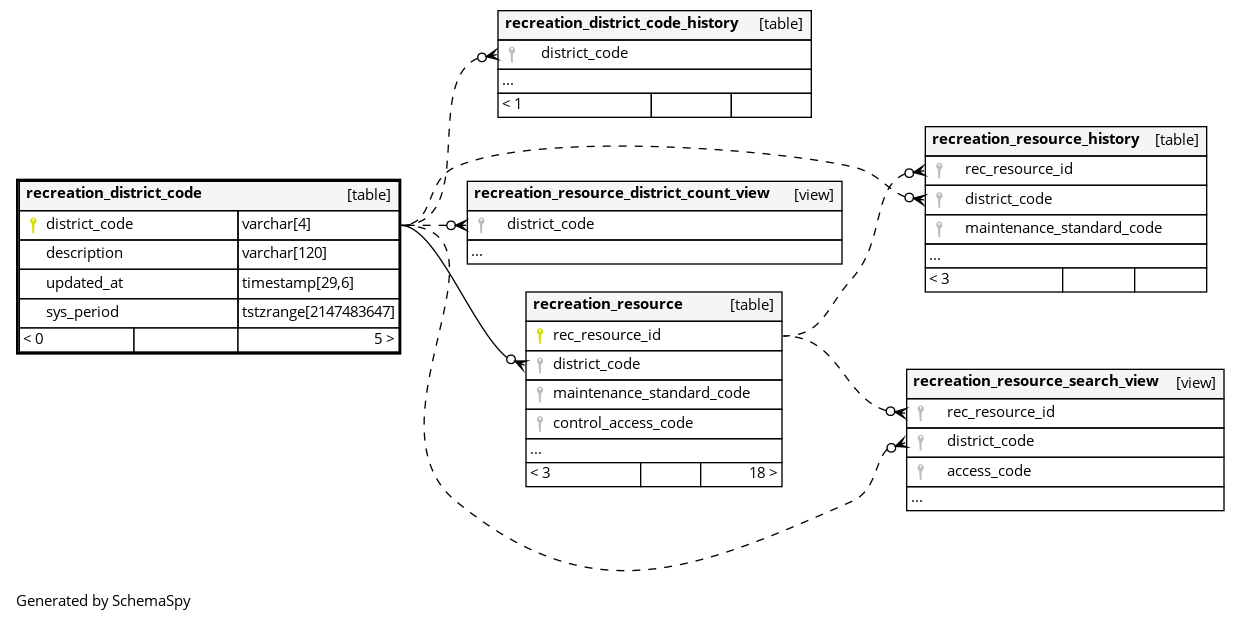 recreation_district_code_history [table]
district_code
...
< 1
recreation_resource_history [table]
rec_resource_id
district_code
maintenance_standard_code
...
< 3
recreation_district_code [table]
district_code varchar[4]
description varchar[120]
updated_at timestamp[29,6]
sys_period tstzrange[2147483647]
< 0 5 >
recreation_resource_district_count_view [view]
district_code
...
recreation_resource [table]
rec_resource_id
district_code
maintenance_standard_code
control_access_code
...
< 3 18 >
recreation_resource_search_view [view]
rec_resource_id
district_code
access_code
...
Generated by SchemaSpy